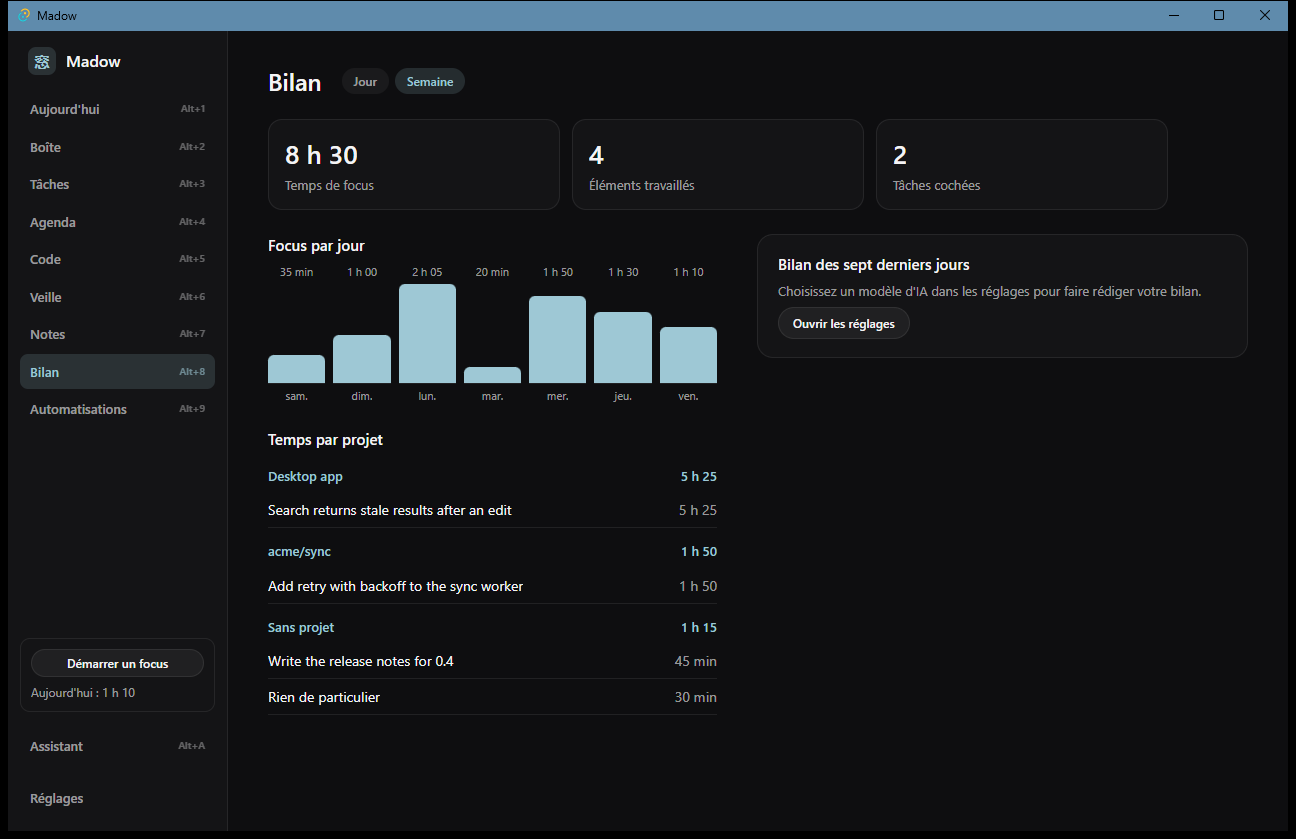 Madow
窓
Madow
Aujourd'hui Alt+1
Boîte Alt+2
Tâches Alt+3
Agenda Alt+4
Code Alt+5
Veille Alt+6
Notes Alt+7
Bilan Alt+8
Automatisations Alt+9
Démarrer un focus
Aujourd'hui : 1 h 10
Assistant Alt+A
Réglages
Bilan Jour Semaine
8 h 30
Temps de focus
4
Éléments travaillés
2
Tâches cochées
Focus par jour
35 min 1 h 00 2 h 05 20 min 1 h 50 1 h 30 1 h 10
sam. dim. lun. mar. mer. jeu. ven.
Temps par projet
Desktop app 5 h 25
Search returns stale results after an edit 5 h 25
acme/sync 1 h 50
Add retry with backoff to the sync worker 1 h 50
Sans projet 1 h 15
Write the release notes for 0.4 45 min
Rien de particulier 30 min
Bilan des sept derniers jours
Choisissez un modèle d'IA dans les réglages pour faire rédiger votre bilan.
Ouvrir les réglages